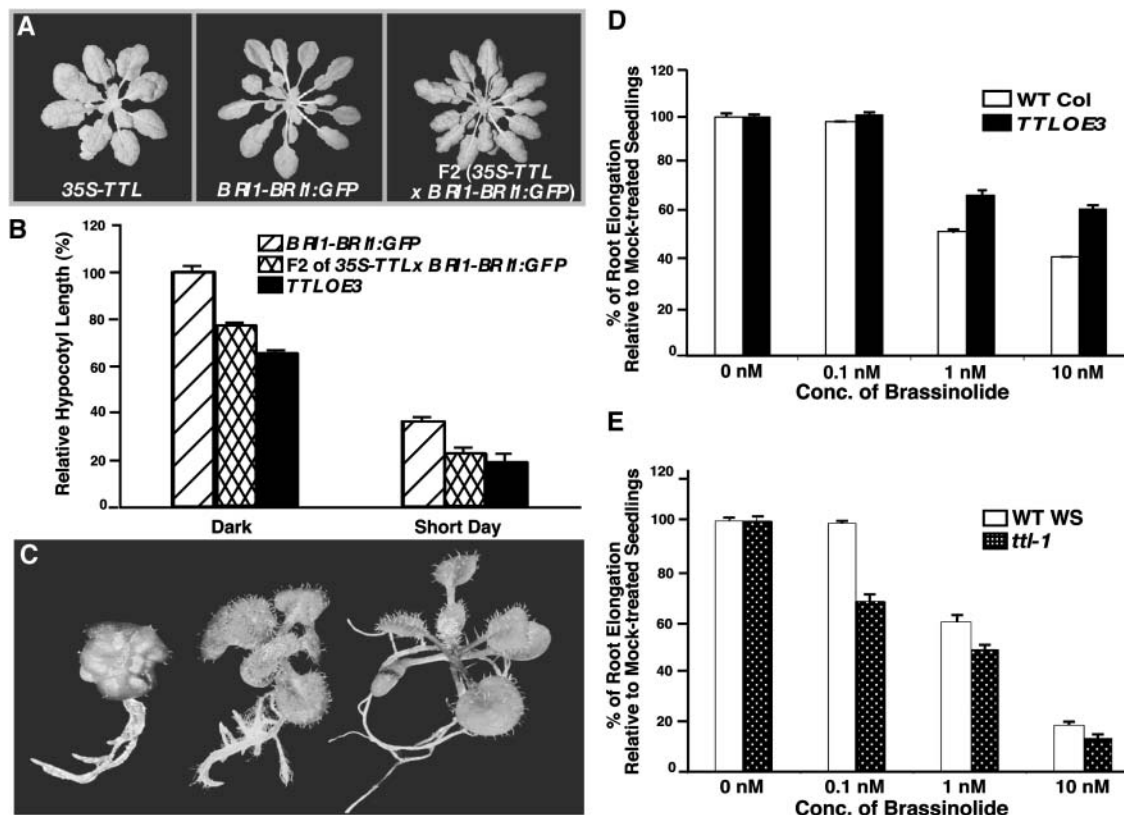 A
35S-TTL
BRI1-BRI1:GFP
F2 (35S-TTL
x BRI1-BRI1:GFP)
B
Relative Hypocotyl Length (%)
120
100
80
60
40
20
0
BRI1-BRI1:GFP
F2 of 35S-TTLx BRI1-BRI1:GFP
TTLOE3
Dark
Short Day
C
D
% of Root Elongation
Relative to Mock-treated Seedlings
120
100
80
60
40
20
0
WT Col
TTLOE3
0 nM
0.1 nM
1 nM
10 nM
Conc. of Brassinolide
E
% of Root Elongation
Relative to Mock-treated Seedlings
120
100
80
60
40
20
0
WT WS
ttl-1
0 nM
0.1 nM
1 nM
10 nM
Conc. of Brassinolide